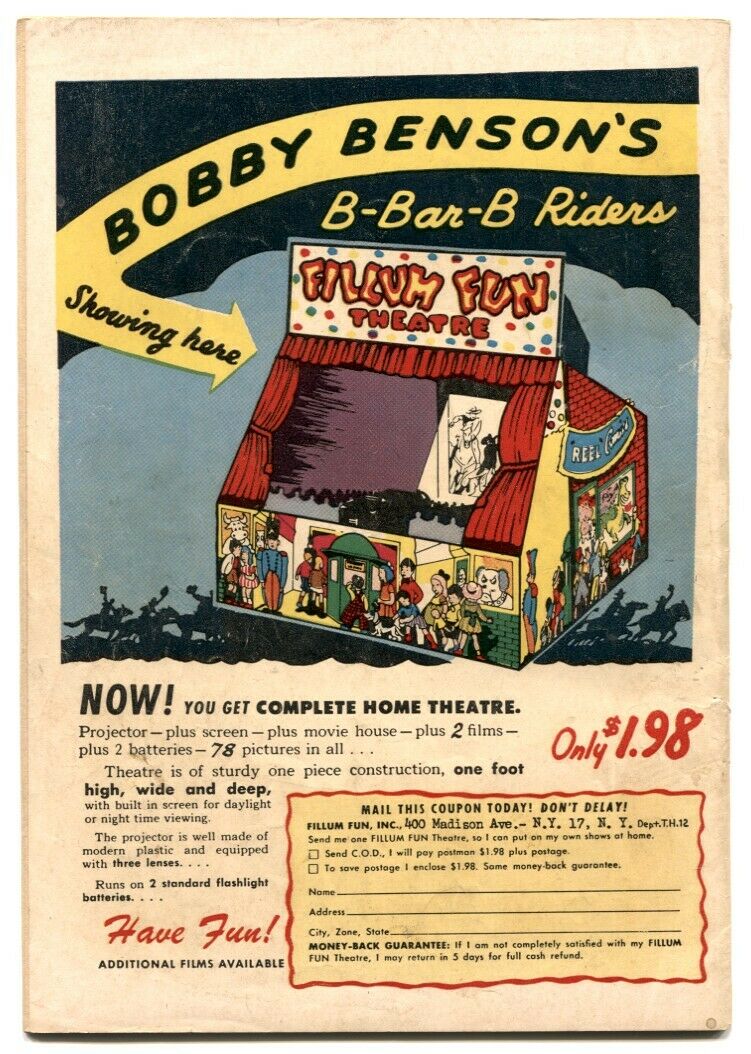 BOBBY BENSON'S
B-Bar-B Riders
Showing here
FILLUM FUN
THEATRE
"REEL" Comics
NOW! YOU GET COMPLETE HOME THEATRE.
Projector—plus screen—plus movie house—plus 2 films—
plus 2 batteries—78 pictures in all . . .
Only $1.98
Theatre is of sturdy one piece construction, one foot
high, wide and deep,
with built in screen for daylight
or night time viewing.
The projector is well made of
modern plastic and equipped
with three lenses. . . .
Runs on 2 standard flashlight
batteries. . . .
Have Fun!
ADDITIONAL FILMS AVAILABLE
MAIL THIS COUPON TODAY! DON'T DELAY!
FILLUM FUN, INC., 400 Madison Ave.- N.Y. 17, N. Y. Dept.T.H.12
Send me one FILLUM FUN Theatre, so I can put on my own shows at home.
□ Send C.O.D., I will pay postman $1.98 plus postage.
□ To save postage I enclose $1.98. Same money-back guarantee.
Name
Address
City, Zone, State
MONEY-BACK GUARANTEE: If I am not completely satisfied with my FILLUM
FUN Theatre, I may return in 5 days for full cash refund.